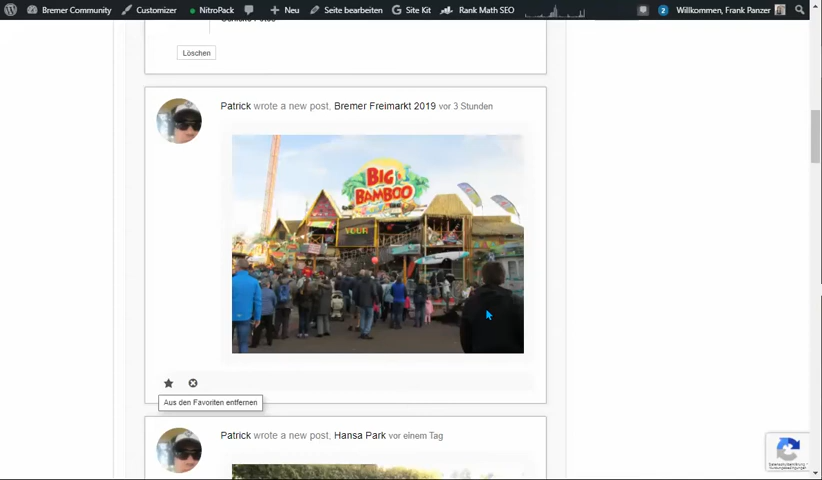 Bremer Community Customizer NitroPack Neu Seite bearbeiten Site Kit Rank Math SEO 2 Willkommen, Frank Panzer
Löschen
Patrick wrote a new post, Bremer Freimarkt 2019 vor 3 Stunden
BIG
BAMBOO
YOUR
Aus den Favoriten entfernen
Patrick wrote a new post, Hansa Park vor einem Tag